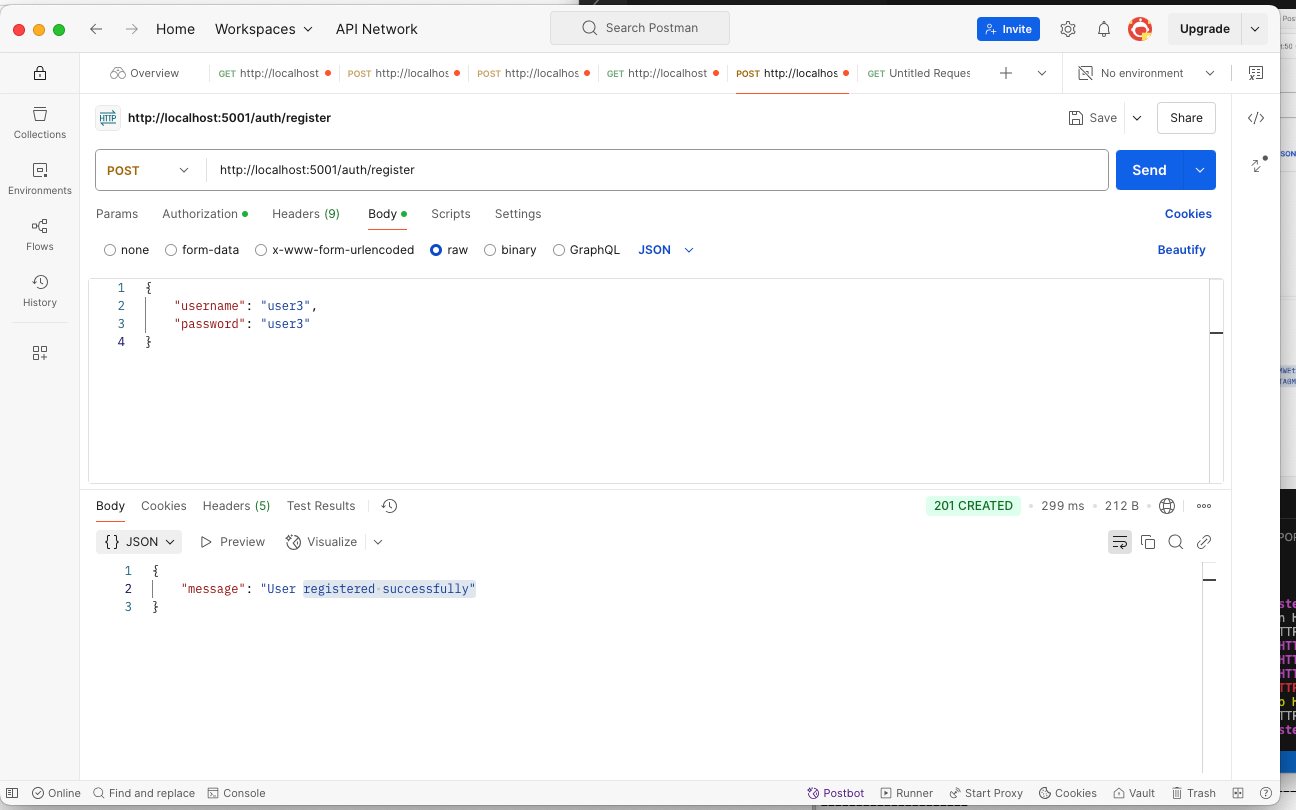 Home Workspaces API Network Search Postman Invite Upgrade
Overview GET http://localhost POST http://localhos POST http://localhos GET http://localhost POST http://localhos GET Untitled Reques No environment
HTTP http://localhost:5001/auth/register Save Share
Collections
Environments
Flows
History
POST http://localhost:5001/auth/register Send
Params Authorization Headers (9) Body Scripts Settings Cookies
none form-data x-www-form-urlencoded raw binary GraphQL JSON Beautify
1 {
2 "username": "user3",
3 "password": "user3"
4 }
Body Cookies Headers (5) Test Results 201 CREATED 299 ms 212 B
{} JSON Preview Visualize
1 {
2 "message": "User registered successfully"
3 }
Online Find and replace Console Postbot Runner Start Proxy Cookies Vault Trash